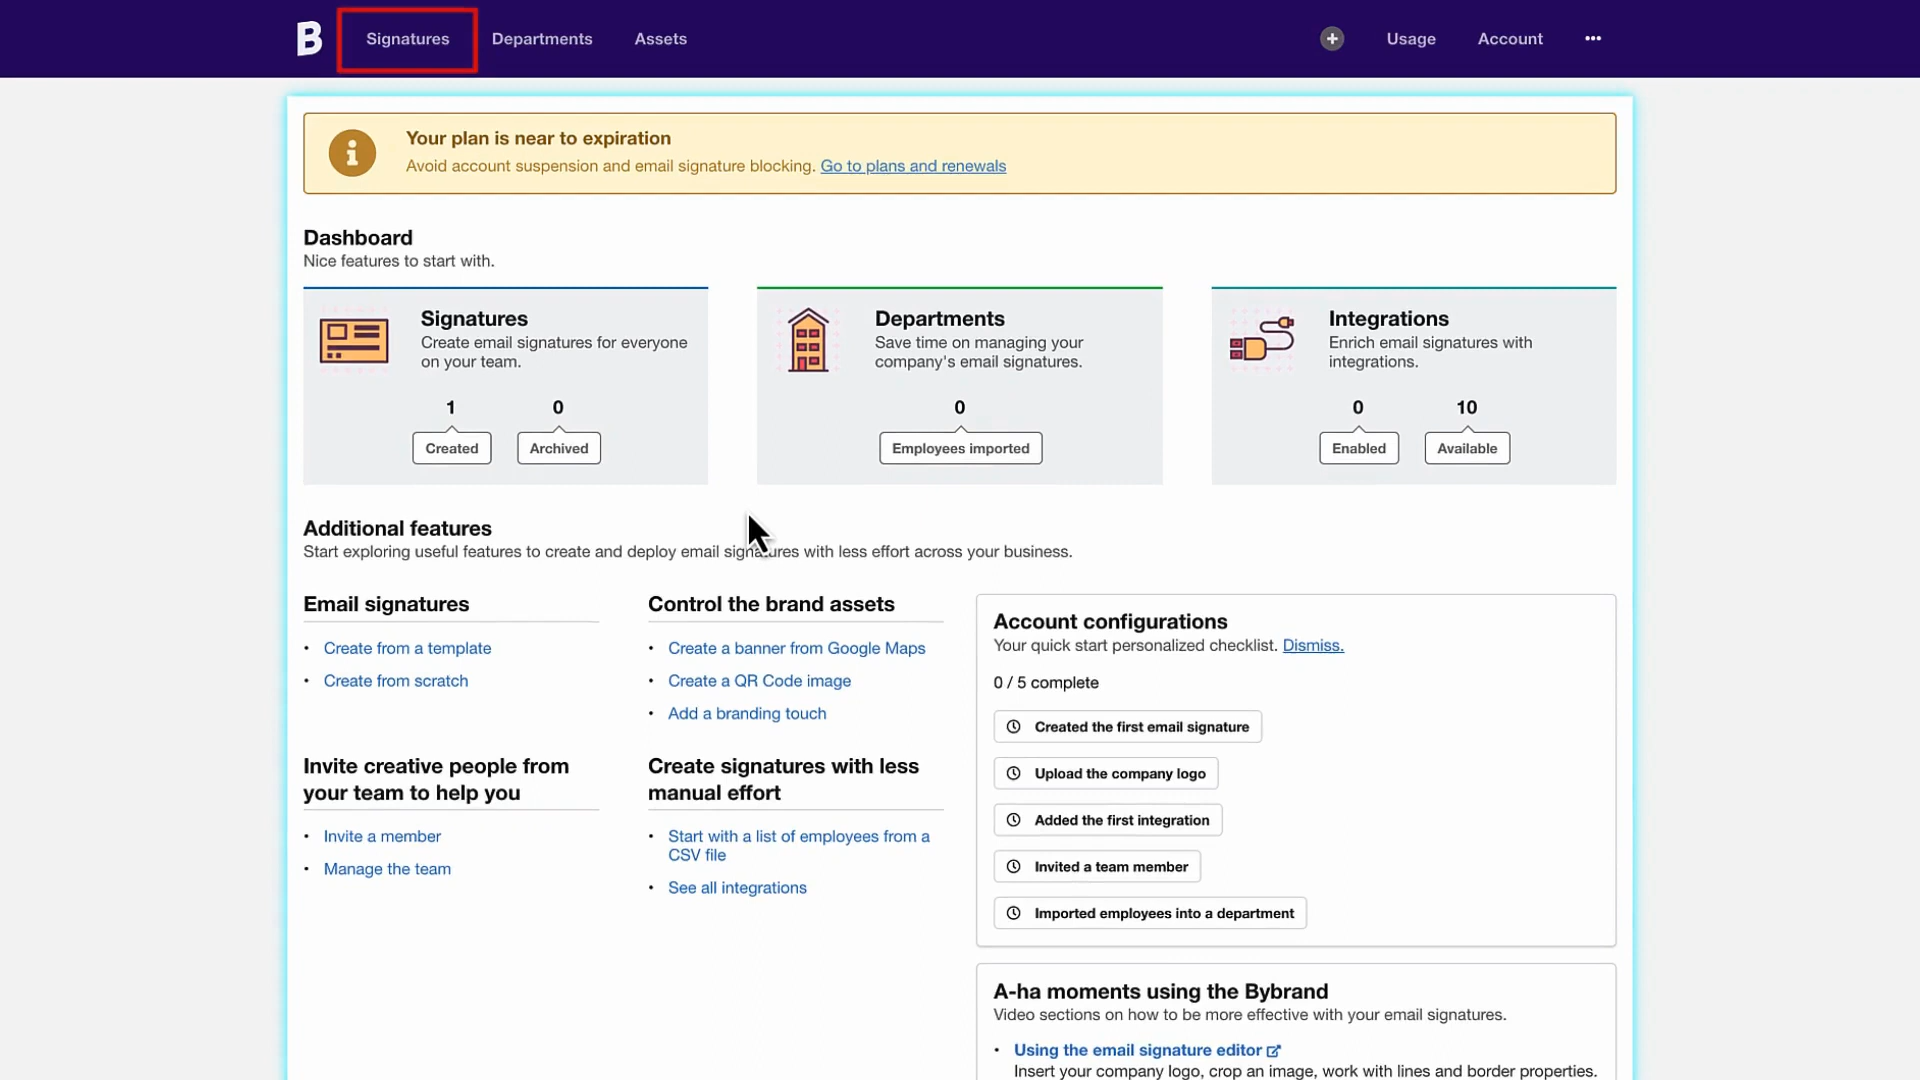 B
Signatures
Departments
Assets
Usage
Account
Your plan is near to expiration
Avoid account suspension and email signature blocking. Go to plans and renewals
Dashboard
Nice features to start with.
Signatures
Create email signatures for everyone
on your team.
1
0
Created
Archived
Departments
Save time on managing your
company's email signatures.
0
Employees imported
Integrations
Enrich email signatures with
integrations.
0
10
Enabled
Available
Additional features
Start exploring useful features to create and deploy email signatures with less effort across your business.
Email signatures
• Create from a template
• Create from scratch
Control the brand assets
• Create a banner from Google Maps
• Create a QR Code image
• Add a branding touch
Invite creative people from
your team to help you
• Invite a member
• Manage the team
Create signatures with less
manual effort
• Start with a list of employees from a
CSV file
• See all integrations
Account configurations
Your quick start personalized checklist. Dismiss.
0 / 5 complete
Created the first email signature
Upload the company logo
Added the first integration
Invited a team member
Imported employees into a department
A-ha moments using the Bybrand
Video sections on how to be more effective with your email signatures.
• Using the email signature editor
Insert your company logo, crop an image, work with lines and border properties.